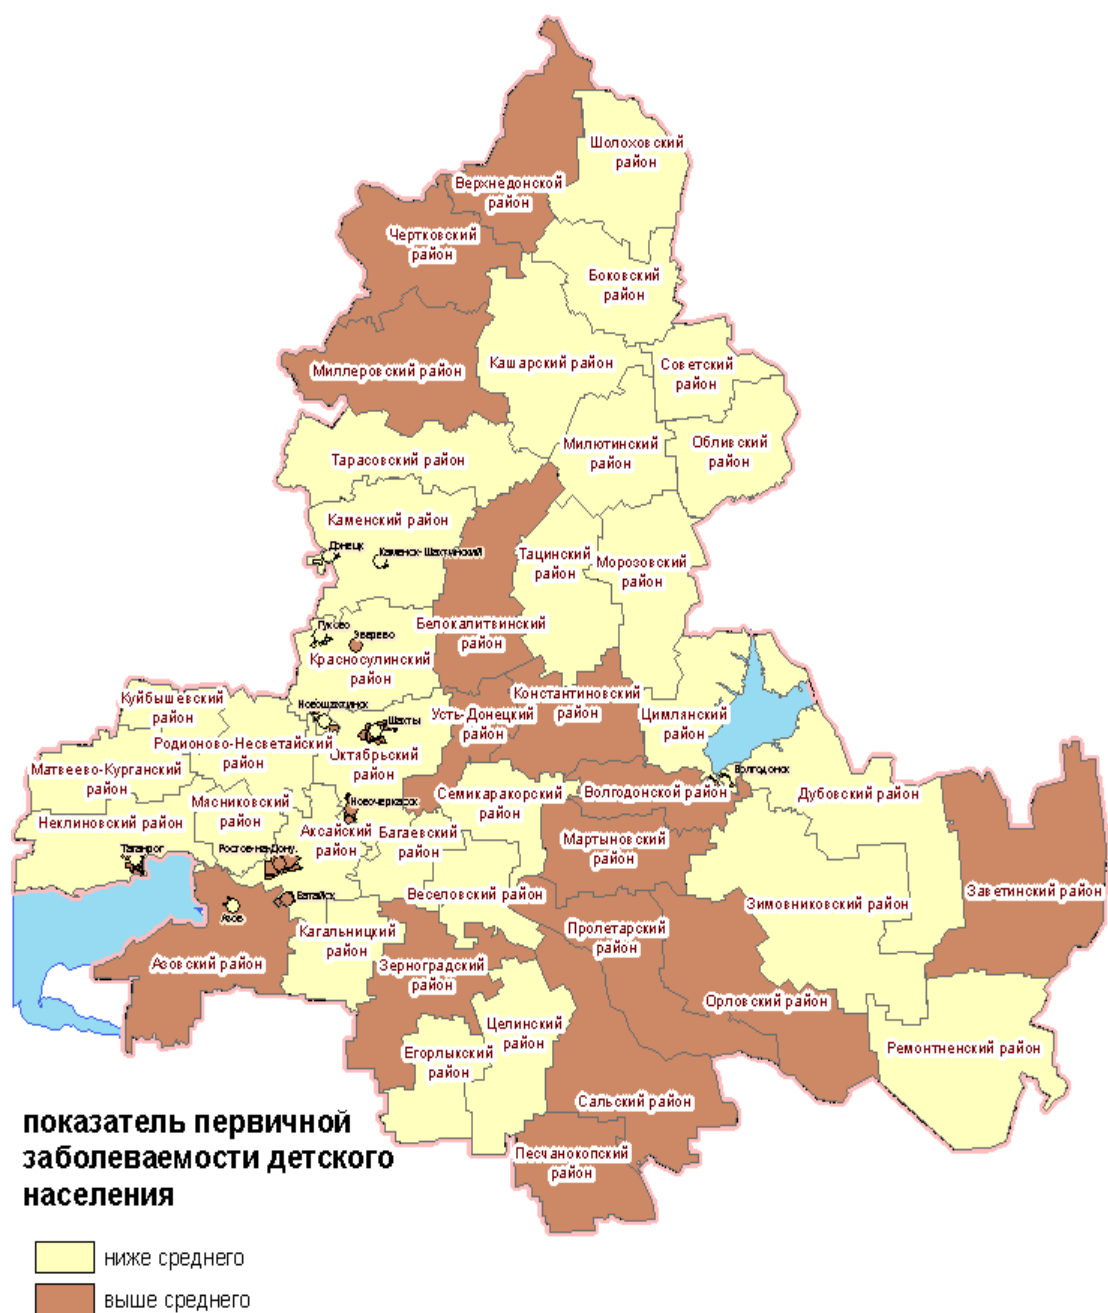 Шолоховский
район
Верхнедонской
район
Чертковский
район
Боковский
район
Кашарский район
Советский
район
Миллеровский район
Милютинский
район
Обливский
район
Тарасовский район
Каменский район
Донецк
Каменск-Шахтинский
Тацинский
район
Морозовский
район
Белокалитвинский
район
Гуково
Зверево
Красносулинский
район
Куйбышевский
район
Новошахтинск
Шахты
Усть-Донецкий
район
Константиновский
район
Цимлянский
район
Родионово-Несветайский
район
Октябрьский
район
Матвеево-Курганский
район
Волгодонск
Волгодонской район
Дубовский район
Семикаракорский
район
Мясниковский
район
Новочеркасск
Неклиновский район
Аксайский
район
Багаевский
район
Мартыновский
район
Таганрог
Ростов-на-Дону
Батайск
Азов
Веселовский район
Заветинский район
Зимовниковский район
Кагальницкий
район
Пролетарский
район
Азовский район
Зерноградский
район
Орловский район
Целинский
район
Егорлыкский
район
Ремонтненский район
Сальский район
Песчанокопский
район
показатель первичной
заболеваемости детского
населения
ниже среднего
выше среднего